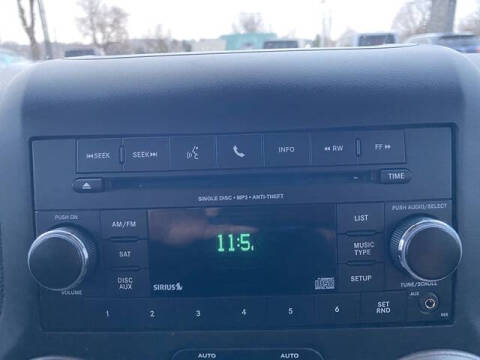 SEEK SEEK INFO RW FF
TIME
SINGLE DISC • MP3 • ANTI-THEFT
PUSH ON
VOLUME
AM/FM
SAT
DISC
AUX
11:5
SIRIUS
LIST
MUSIC
TYPE
SETUP
PUSH AUDIO/SELECT
TUNE/SCROLL
1 2 3 4 5 6
SET
RND
AUX
AUTO AUTO